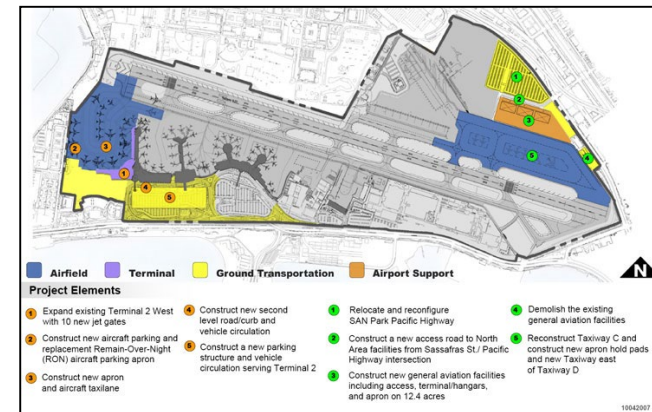 Airfield Terminal Ground Transportation Airport Support
N
Project Elements
1 Expand existing Terminal 2 West
with 10 new jet gates
2 Construct new aircraft parking and
replacement Remain-Over-Night
(RON) aircraft parking apron
3 Construct new apron
and aircraft taxilane
4 Construct new second
level road/curb and
vehicle circulation
5 Construct a new parking
structure and vehicle
circulation serving Terminal 2
1 Relocate and reconfigure
SAN Park Pacific Highway
2 Construct a new access road to North
Area facilities from Sassafras St./ Pacific
Highway intersection
3 Construct new general aviation facilities
including access, terminal/hangars,
and apron on 12.4 acres
4 Demolish the existing
general aviation facilities
5 Reconstruct Taxiway C and
construct new apron hold pads
and new Taxiway east
of Taxiway D
10042007